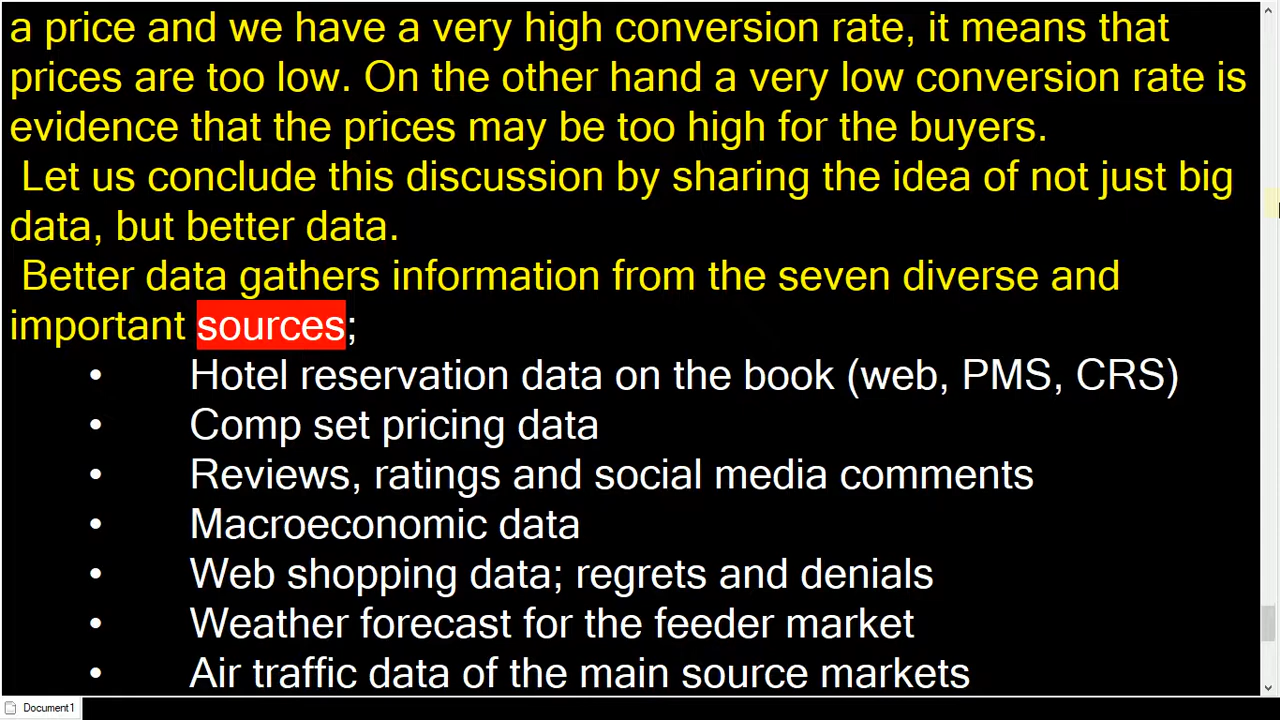 a price and we have a very high conversion rate, it means that
prices are too low. On the other hand a very low conversion rate is
evidence that the prices may be too high for the buyers.
Let us conclude this discussion by sharing the idea of not just big
data, but better data.
Better data gathers information from the seven diverse and
important sources;
• Hotel reservation data on the book (web, PMS, CRS)
• Comp set pricing data
• Reviews, ratings and social media comments
• Macroeconomic data
• Web shopping data; regrets and denials
• Weather forecast for the feeder market
• Air traffic data of the main source markets
Document1